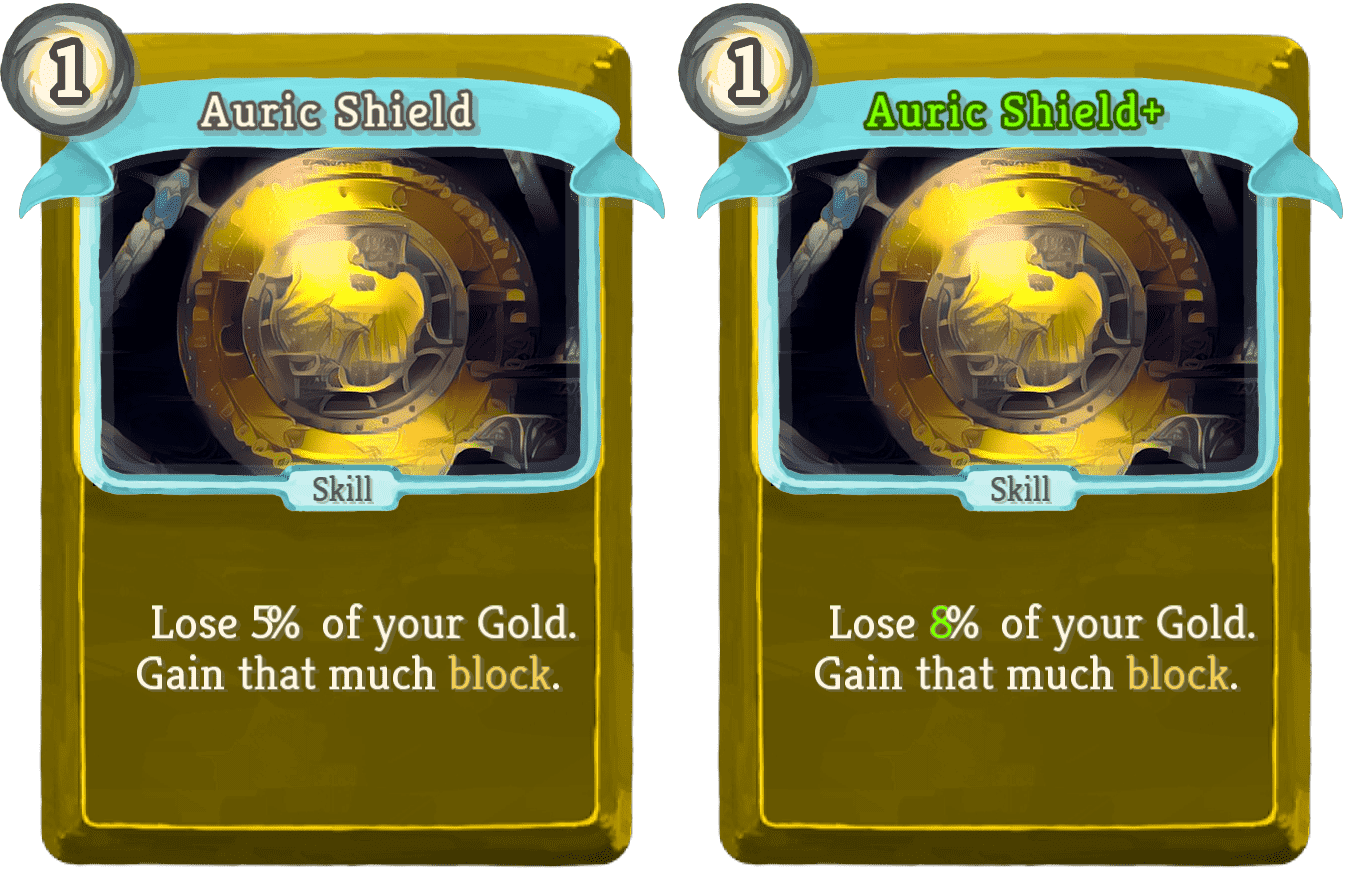 1
Auric Shield
Skill
Lose 5% of your Gold.
Gain that much block.
1
Auric Shield+
Skill
Lose 8% of your Gold.
Gain that much block.